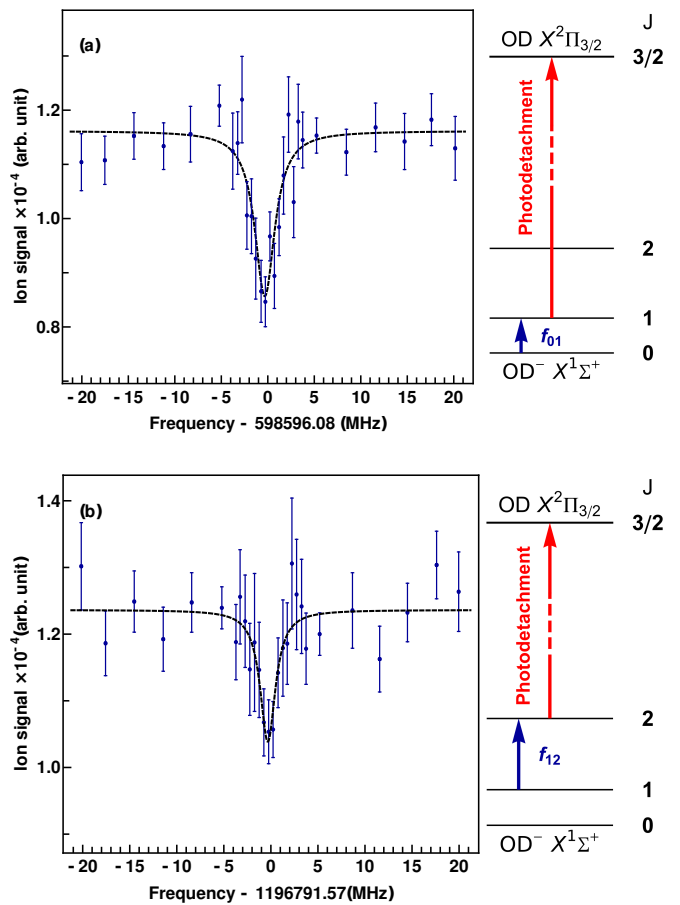 (a)
OD X²Π3/2
J
3/2
1.2
1.0
0.8
Ion signal ×10⁻⁴ (arb. unit)
Photodetachment
2
1
f01
0
OD⁻ X¹Σ⁺
- 20 - 15 - 10 - 5 0 5 10 15 20
Frequency - 598596.08 (MHz)
(b)
OD X²Π3/2
J
3/2
1.4
1.2
1.0
Ion signal ×10⁻⁴ (arb. unit)
Photodetachment
2
f12
1
0
OD⁻ X¹Σ⁺
- 20 - 15 - 10 - 5 0 5 10 15 20
Frequency - 1196791.57(MHz)